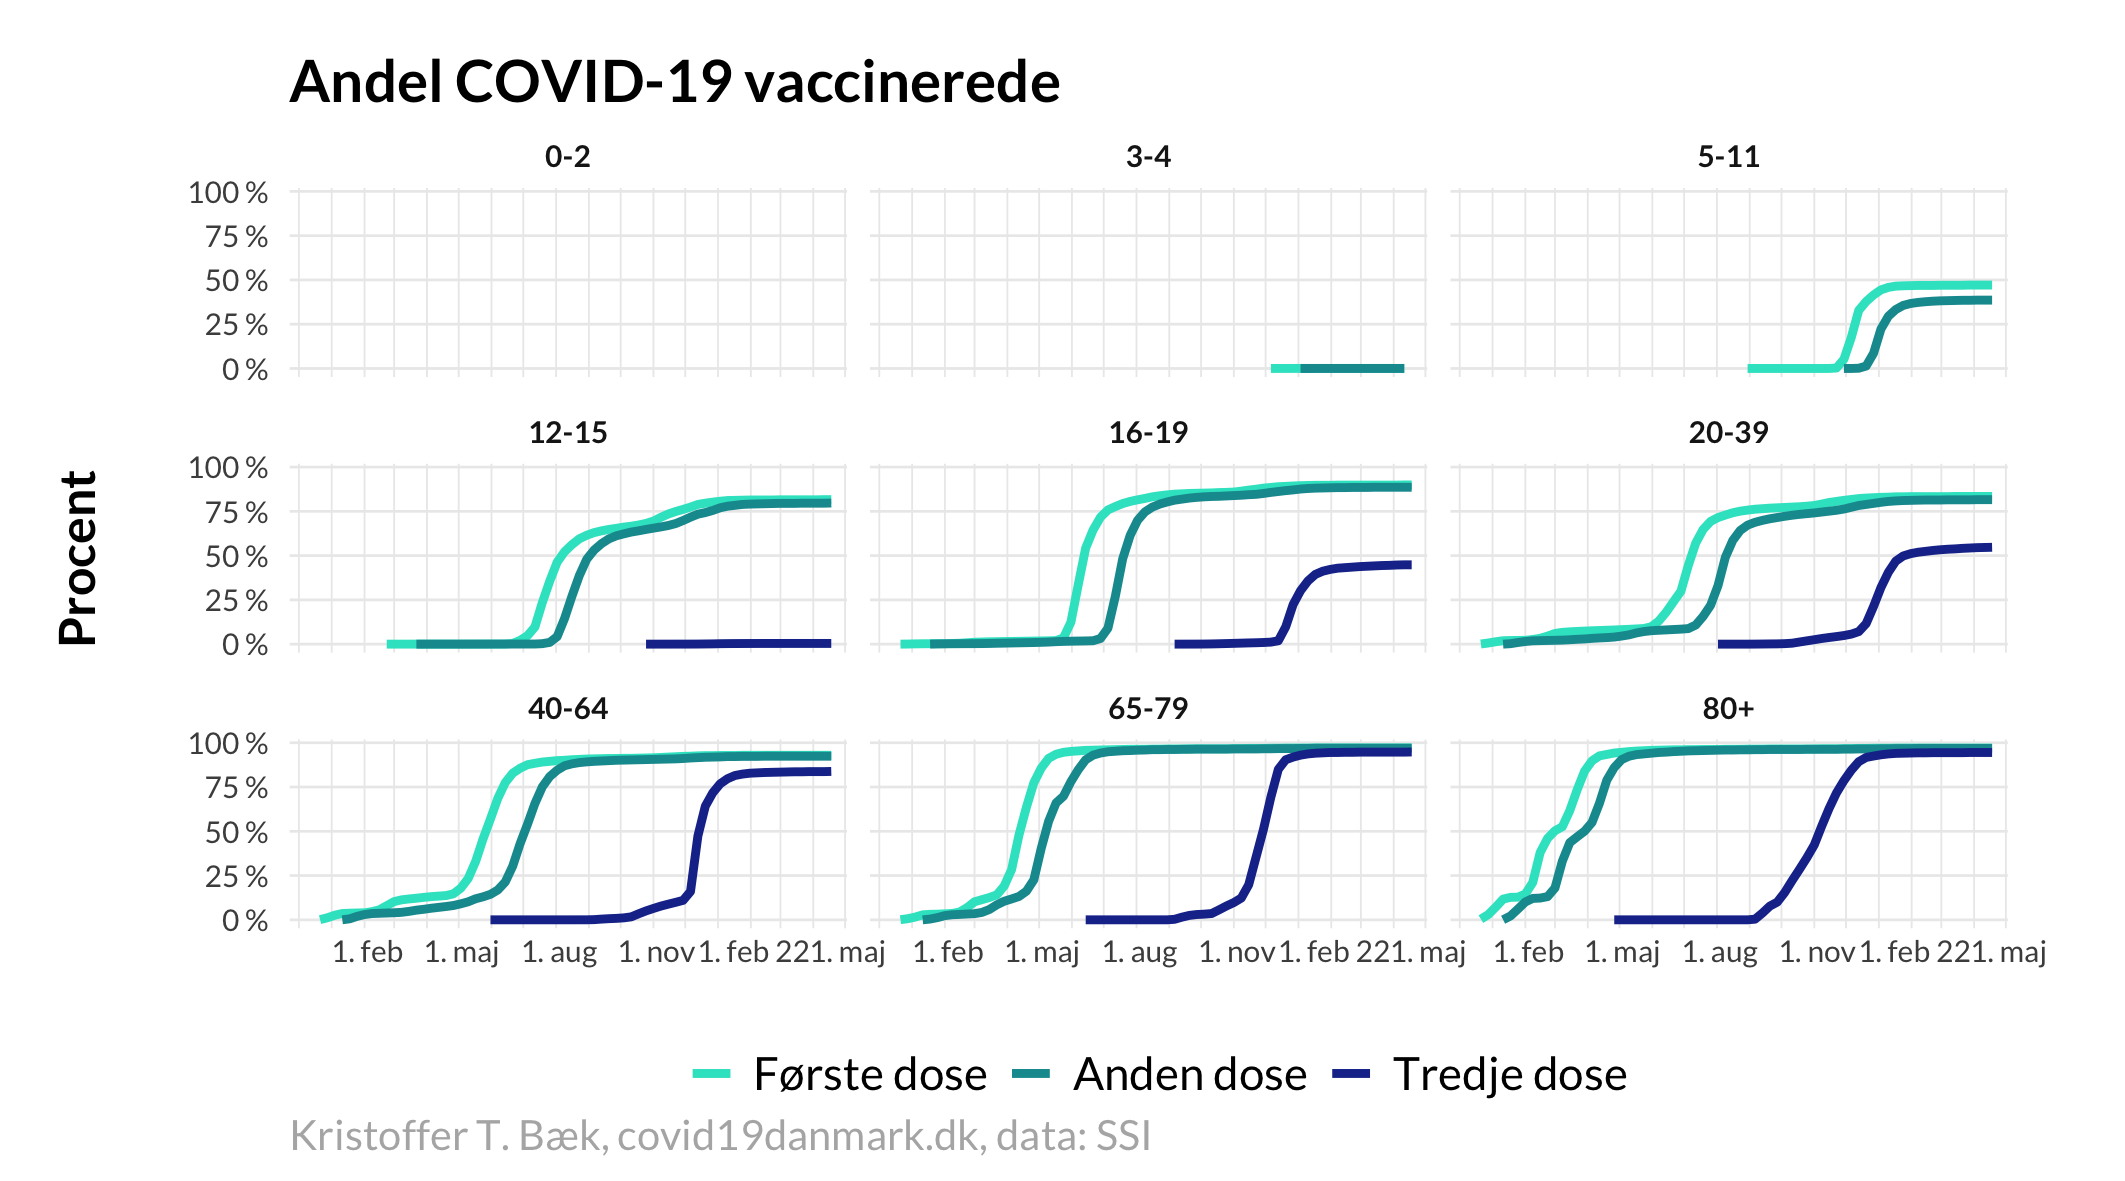 Andel COVID-19 vaccinerede
0-2 3-4 5-11
100 %
75 %
50 %
25 %
0 %
12-15 16-19 20-39
100 %
75 %
50 %
25 %
0 %
40-64 65-79 80+
100 %
75 %
50 %
25 %
0 %
Procent
1. feb 1. maj 1. aug 1. nov 1. feb 22 1. maj 1. feb 1. maj 1. aug 1. nov 1. feb 22 1. maj 1. feb 1. maj 1. aug 1. nov 1. feb 22 1. maj
Første dose Anden dose Tredje dose
Kristoffer T. Bæk, covid19danmark.dk, data: SSI